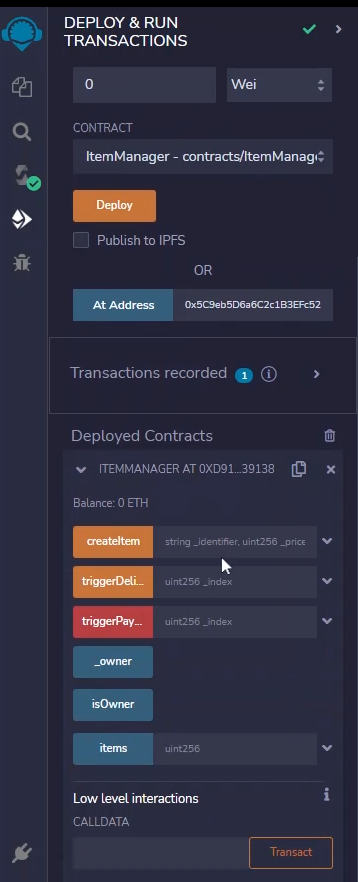 DEPLOY & RUN
TRANSACTIONS
0
Wei
CONTRACT
ItemManager - contracts/ItemManage
Deploy
Publish to IPFS
OR
At Address
0x5C9eb5D6a6C2c1B3EFc52
Transactions recorded 1 i
Deployed Contracts
ITEMMANAGER AT 0XD91...39138
Balance: 0 ETH
createItem
string _identifier, uint256 _price
triggerDeli...
uint256 _index
triggerPay...
uint256 _index
_owner
isOwner
items
uint256
Low level interactions
i
CALLDATA
Transact